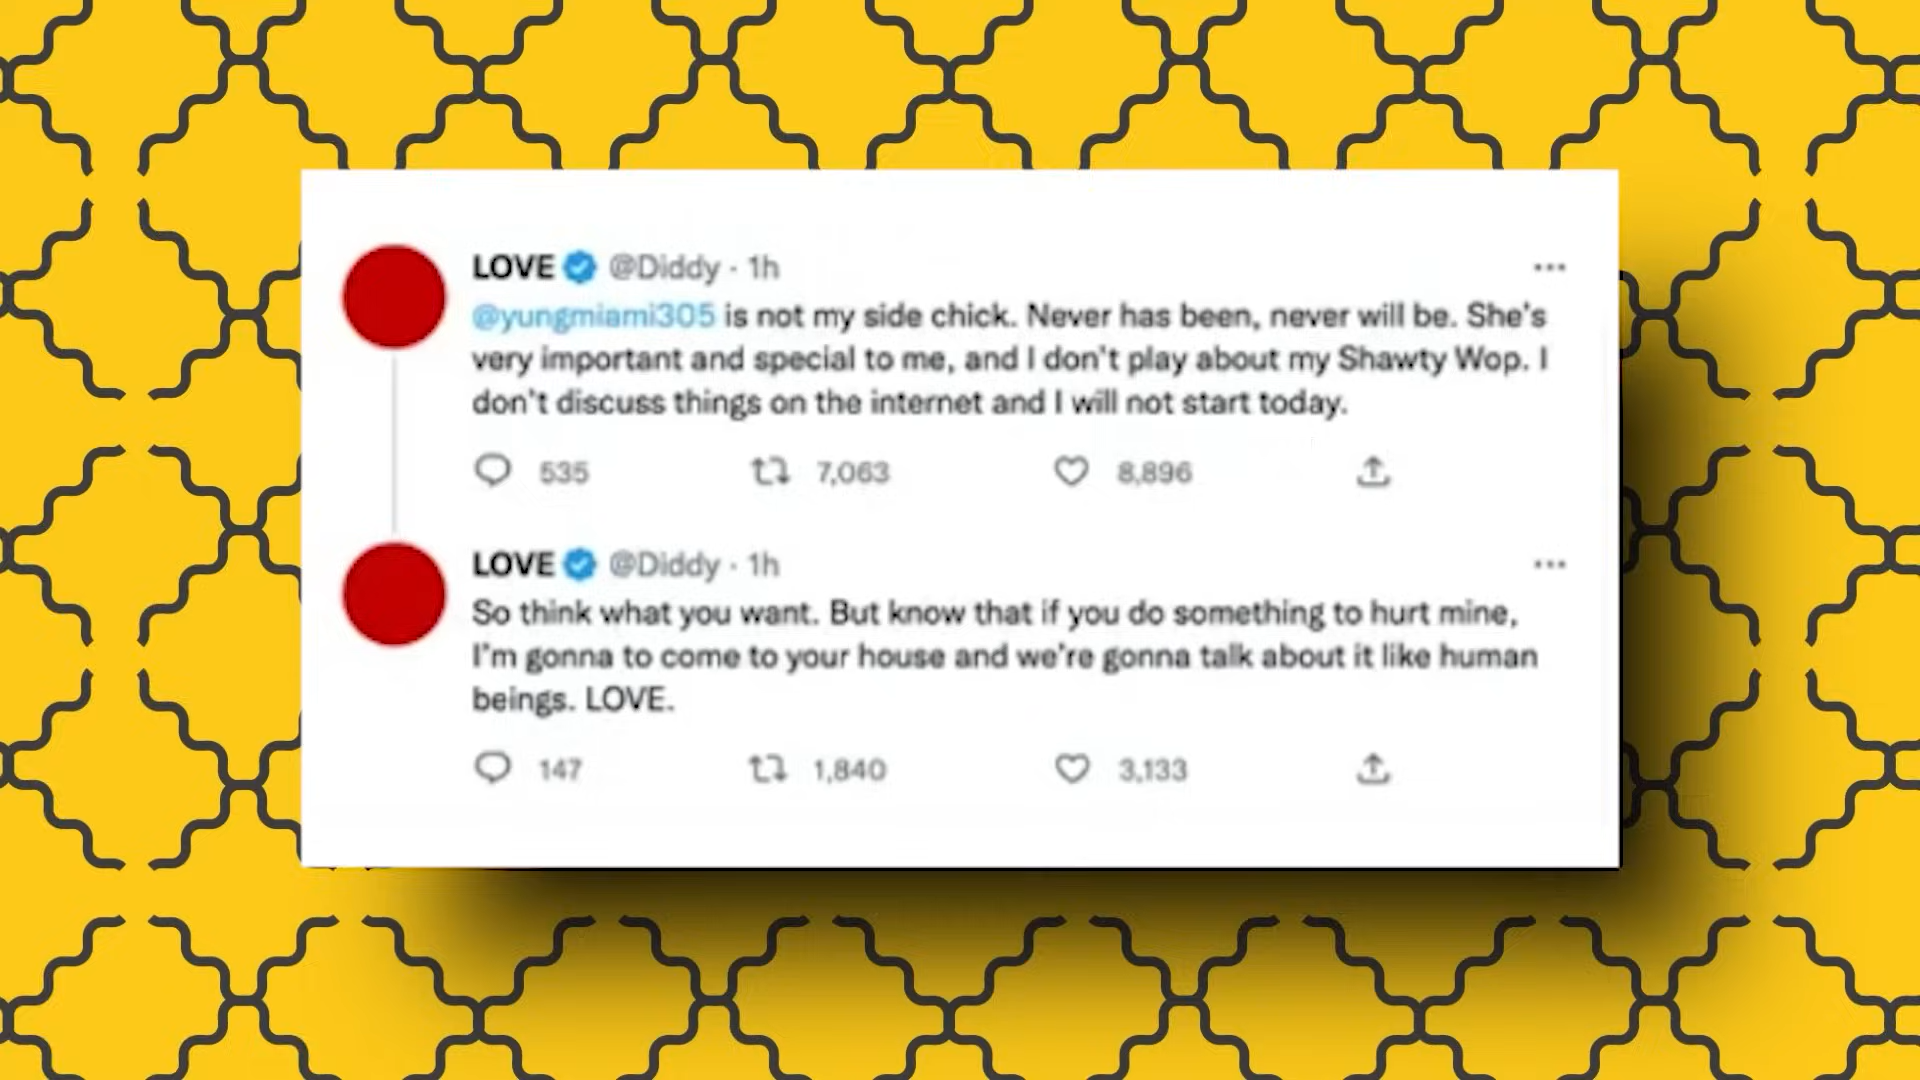 LOVE @Diddy · 1h
@yungmiami305 is not my side chick. Never has been, never will be. She's
very important and special to me, and I don't play about my Shawty Wop. I
don't discuss things on the internet and I will not start today.
535 7,063 8,896
LOVE @Diddy · 1h
So think what you want. But know that if you do something to hurt mine,
I'm gonna to come to your house and we're gonna talk about it like human
beings. LOVE.
147 1,840 3,133